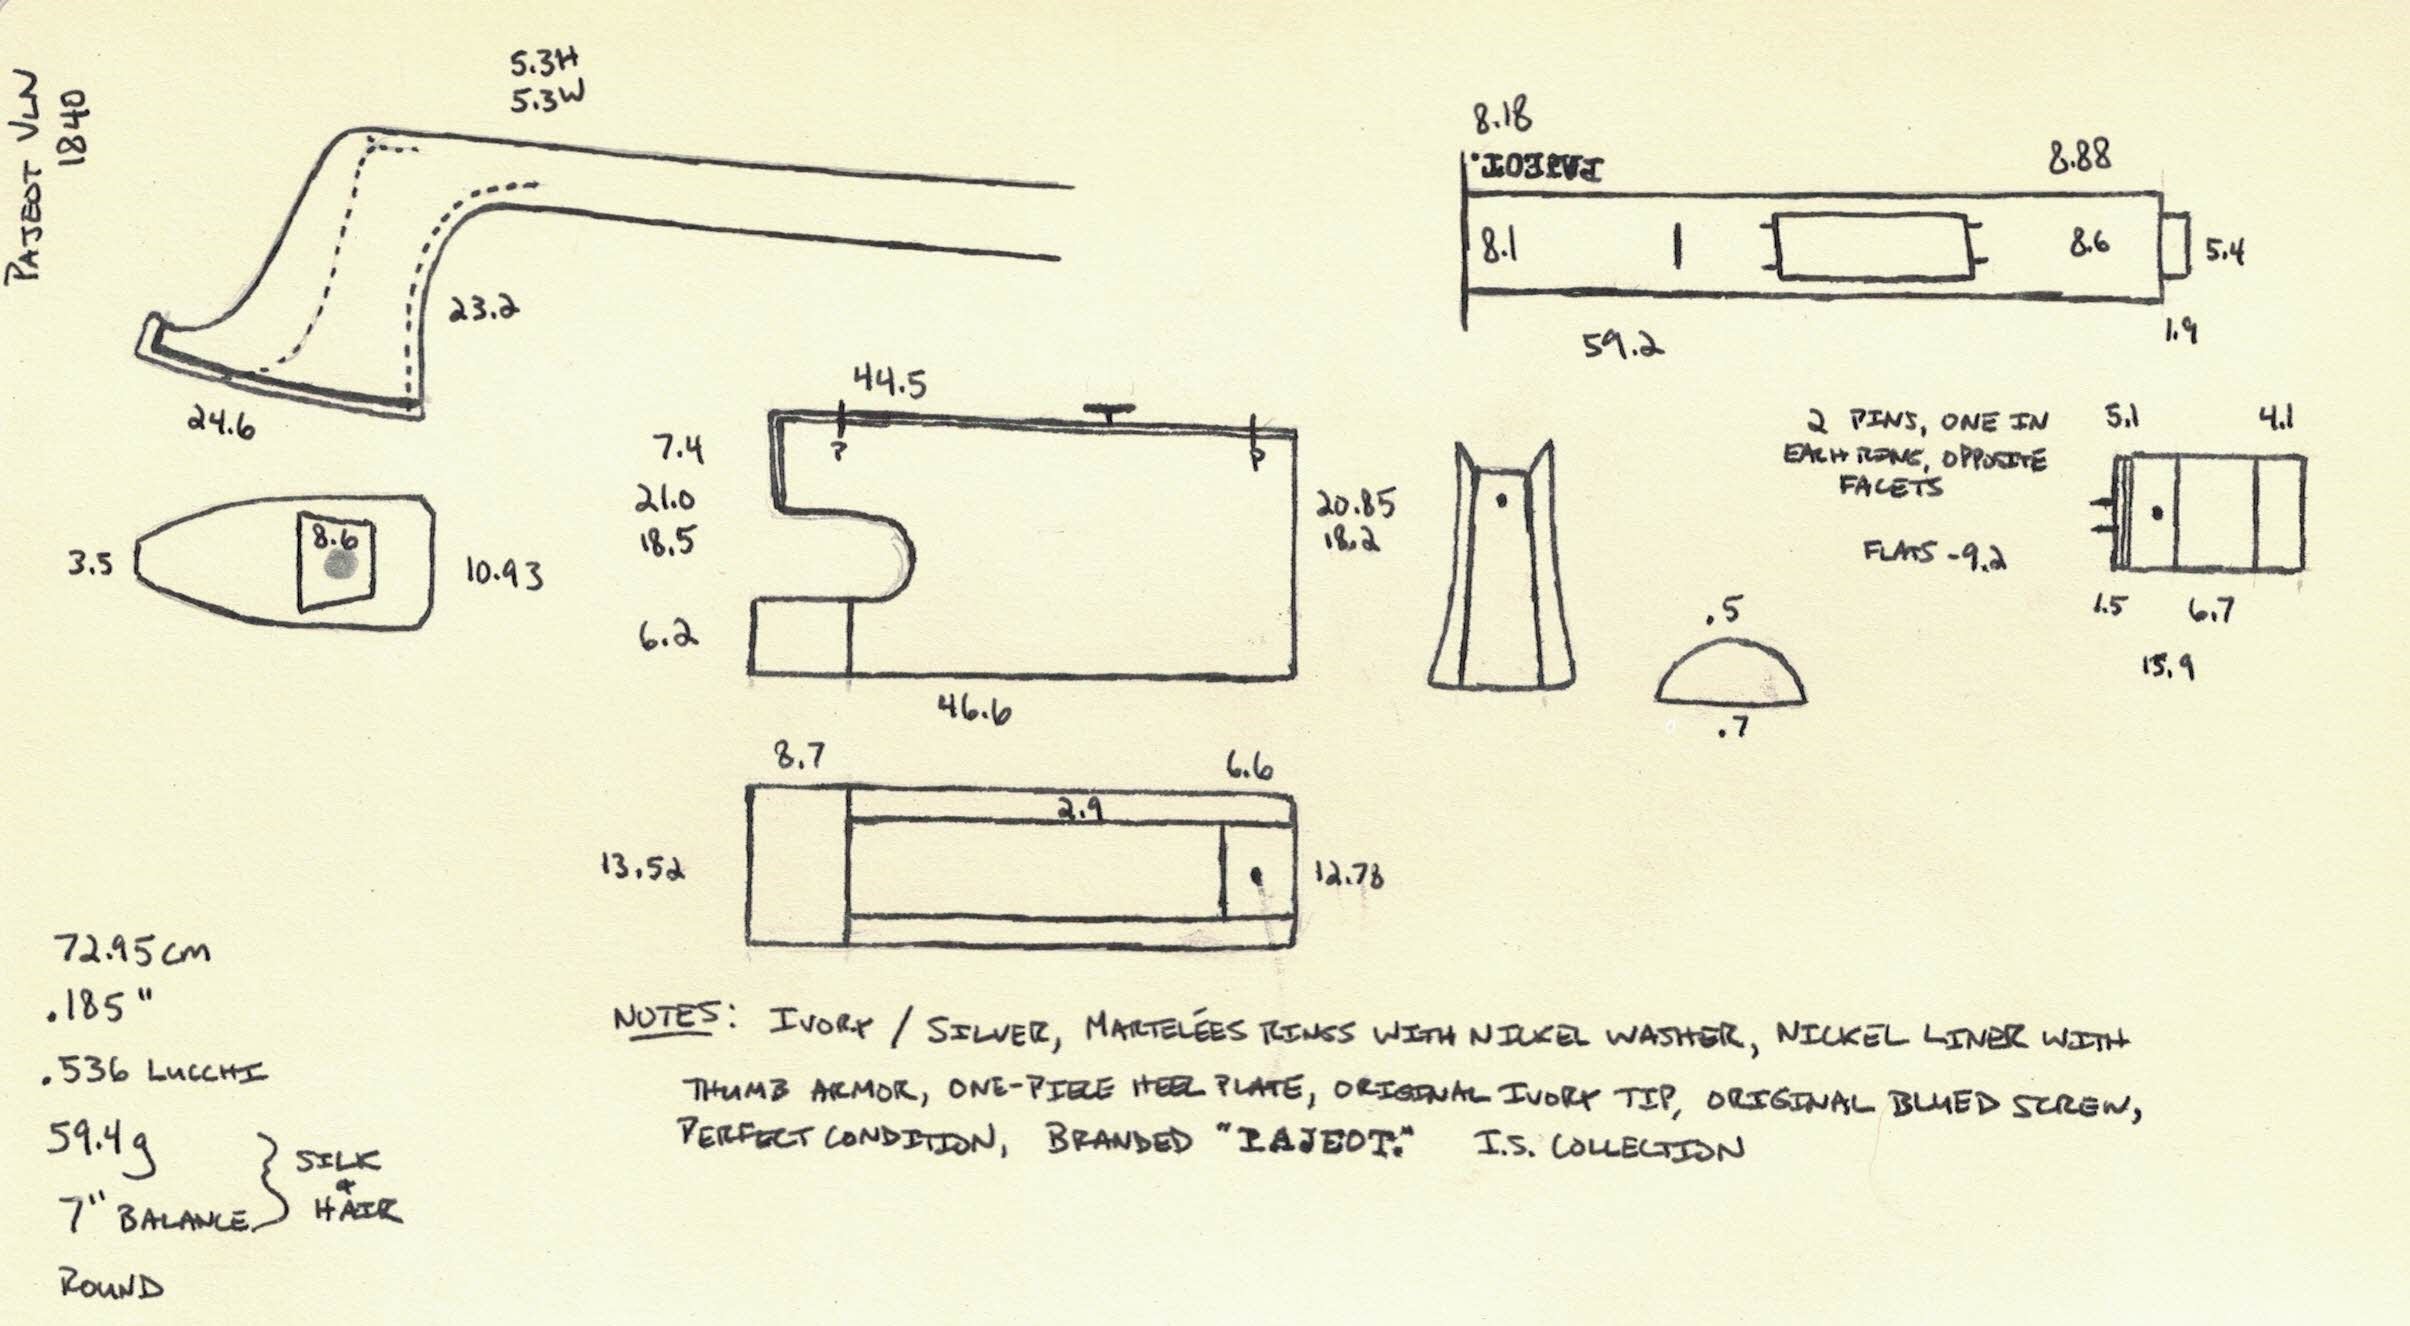 PAJEOT VLN
1840
5.3H
5.3W
23.2
24.6
3.5
8.6
10.93
8.18
PAJEOT.
8.88
8.1
8.6
5.4
59.2
1.9
44.5
7.4
21.0
18.5
6.2
P
P
20.85
18.2
46.6
2 PINS, ONE IN
EACH RING, OPPOSITE
FACETS
FLATS - 9.2
5.1
4.1
1.5
6.7
15.9
.5
.7
8.7
6.6
2.9
13.52
12.78
72.95 cm
.185"
.536 LUCCHI
59.4g
7" BALANCE
SILK
+
HAIR
ROUND
NOTES: IVORY / SILVER, MARTELÉES RINGS WITH NICKEL WASHER, NICKEL LINER WITH
THUMB ARMOR, ONE-PIECE HEEL PLATE, ORIGINAL IVORY TIP, ORIGINAL BLUED SCREW,
PERFECT CONDITION, BRANDED "PAJEOT." I.S. COLLECTION